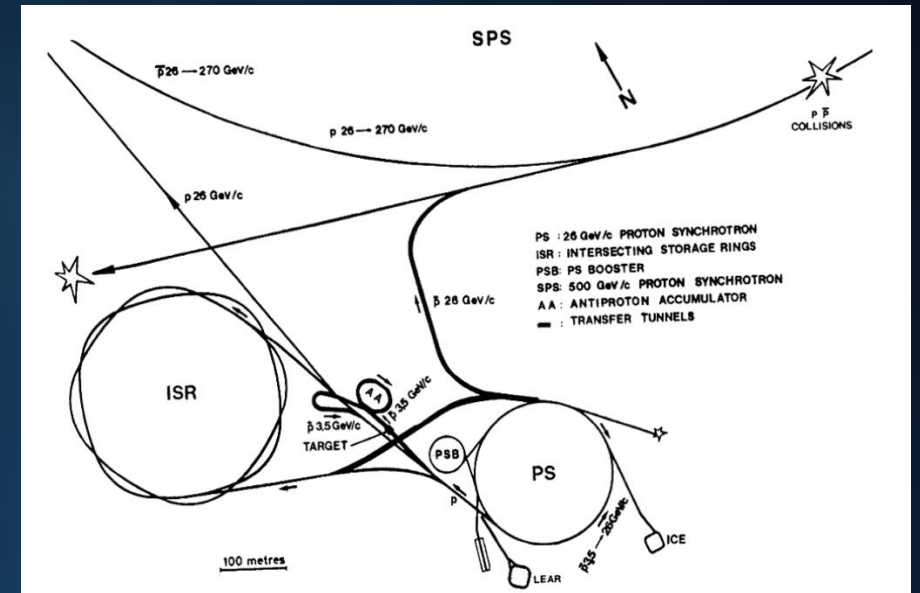 SPS
p̅ 26 → 270 GeV/c
N
p p̅
COLLISIONS
p 26 → 270 GeV/c
p 26 GeV/c
PS : 26 GeV/c PROTON SYNCHROTRON
ISR : INTERSECTING STORAGE RINGS
PSB: PS BOOSTER
SPS: 500 GeV/c PROTON SYNCHROTRON
AA : ANTIPROTON ACCUMULATOR
▬ : TRANSFER TUNNELS
p̅ 26 GeV/c
ISR
AA
p̅ 3,5 GeV/c
p̅ 3,5 GeV/c
TARGET
PSB
PS
p
p̅ 3,5 → 26 GeV/c
ICE
100 metres
LEAR